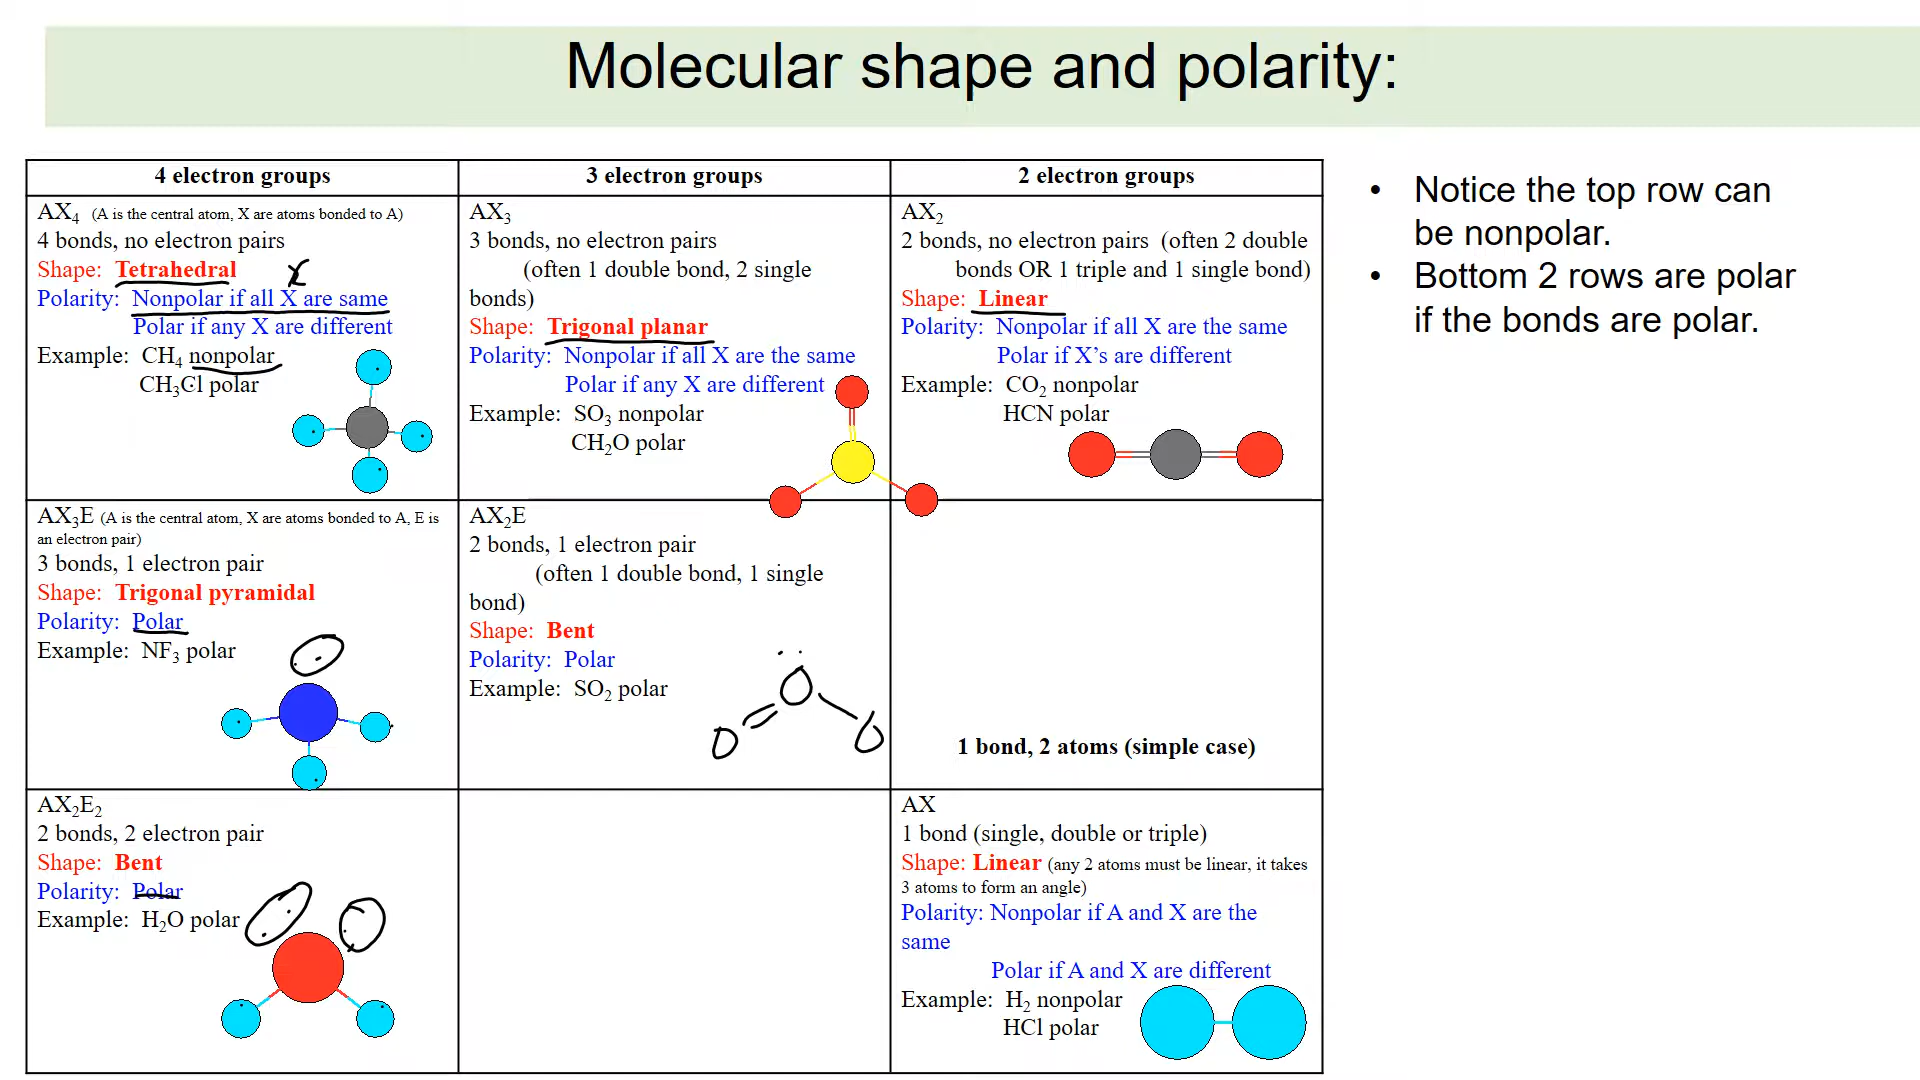 Molecular shape and polarity:
4 electron groups
AX₄ (A is the central atom, X are atoms bonded to A)
4 bonds, no electron pairs
Shape: Tetrahedral
Polarity: Nonpolar if all X are same
Polar if any X are different
Example: CH₄ nonpolar
CH₃Cl polar
3 electron groups
AX₃
3 bonds, no electron pairs
(often 1 double bond, 2 single
bonds)
Shape: Trigonal planar
Polarity: Nonpolar if all X are the same
Polar if any X are different
Example: SO₃ nonpolar
CH₂O polar
2 electron groups
AX₂
2 bonds, no electron pairs (often 2 double
bonds OR 1 triple and 1 single bond)
Shape: Linear
Polarity: Nonpolar if all X are the same
Polar if X’s are different
Example: CO₂ nonpolar
HCN polar
AX₃E (A is the central atom, X are atoms bonded to A, E is
an electron pair)
3 bonds, 1 electron pair
Shape: Trigonal pyramidal
Polarity: Polar
Example: NF₃ polar
AX₂E
2 bonds, 1 electron pair
(often 1 double bond, 1 single
bond)
Shape: Bent
Polarity: Polar
Example: SO₂ polar
O
O
O
1 bond, 2 atoms (simple case)
AX₂E₂
2 bonds, 2 electron pair
Shape: Bent
Polarity: Polar
Example: H₂O polar
AX
1 bond (single, double or triple)
Shape: Linear (any 2 atoms must be linear, it takes
3 atoms to form an angle)
Polarity: Nonpolar if A and X are the
same
Polar if A and X are different
Example: H₂ nonpolar
HCl polar
• Notice the top row can
be nonpolar.
• Bottom 2 rows are polar
if the bonds are polar.